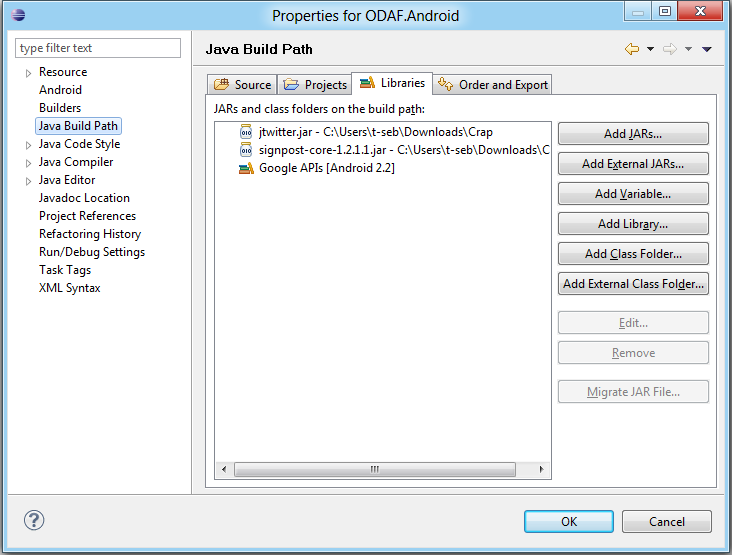 Properties for ODAF.Android
type filter text
Resource
Android
Builders
Java Build Path
Java Code Style
Java Compiler
Java Editor
Javadoc Location
Project References
Refactoring History
Run/Debug Settings
Task Tags
XML Syntax
Java Build Path
Source Projects Libraries Order and Export
JARs and class folders on the build path:
jtwitter.jar - C:\Users\t-seb\Downloads\Crap
signpost-core-1.2.1.1.jar - C:\Users\t-seb\Downloads\C
Google APIs [Android 2.2]
Add JARs...
Add External JARs...
Add Variable...
Add Library...
Add Class Folder...
Add External Class Folder...
Edit...
Remove
Migrate JAR File...
OK Cancel